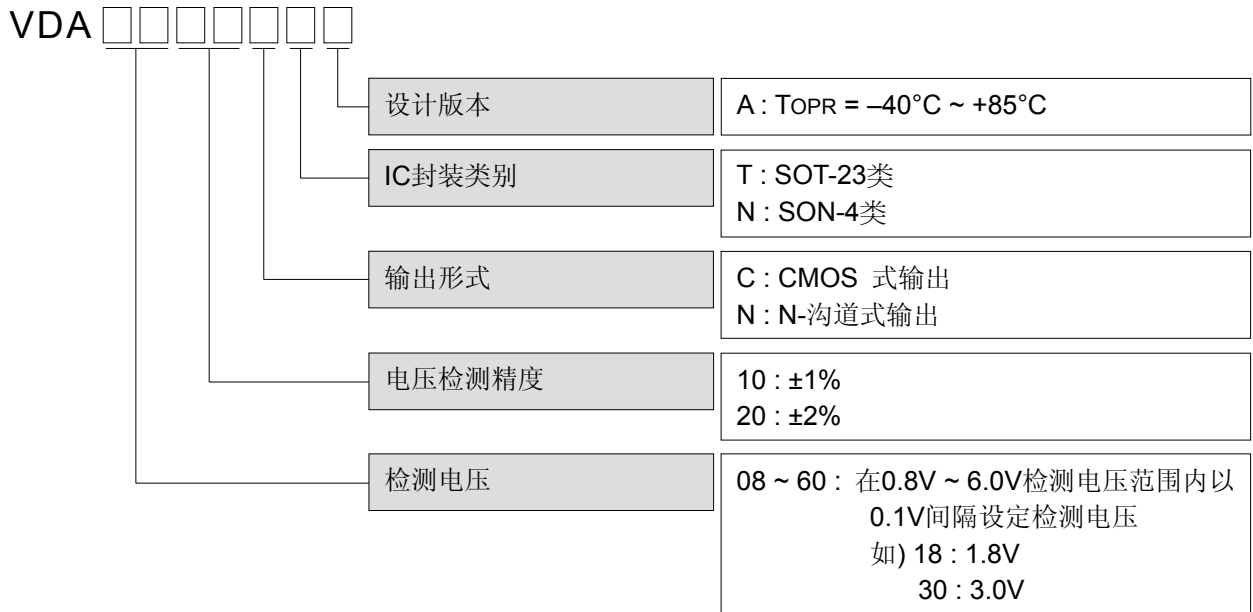 VDA
设计版本
A : TOPR = –40°C ~ +85°C
IC封装类别
T : SOT-23类
N : SON-4类
输出形式
C : CMOS 式输出
N : N-沟道式输出
电压检测精度
10 : ±1%
20 : ±2%
检测电压
08 ~ 60 : 在0.8V ~ 6.0V检测电压范围内以
0.1V间隔设定检测电压
如) 18 : 1.8V
30 : 3.0V